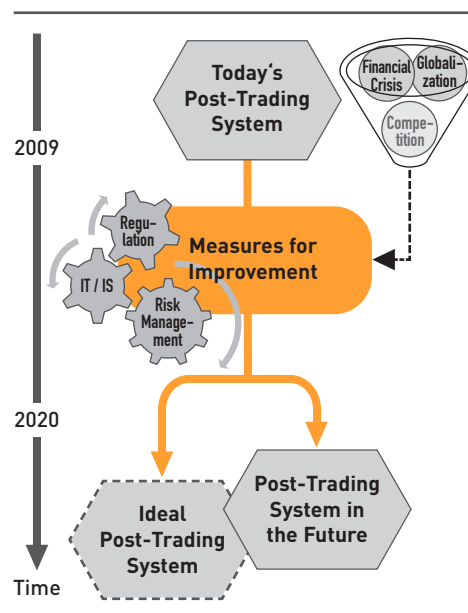 Today's
Post-Trading
System
Financial
Crisis
Globali-
zation
Compe-
tition
2009
Regu-
lation
Measures for
Improvement
IT / IS
Risk
Manage-
ment
2020
Ideal
Post-Trading
System
Post-Trading
System in
the Future
Time